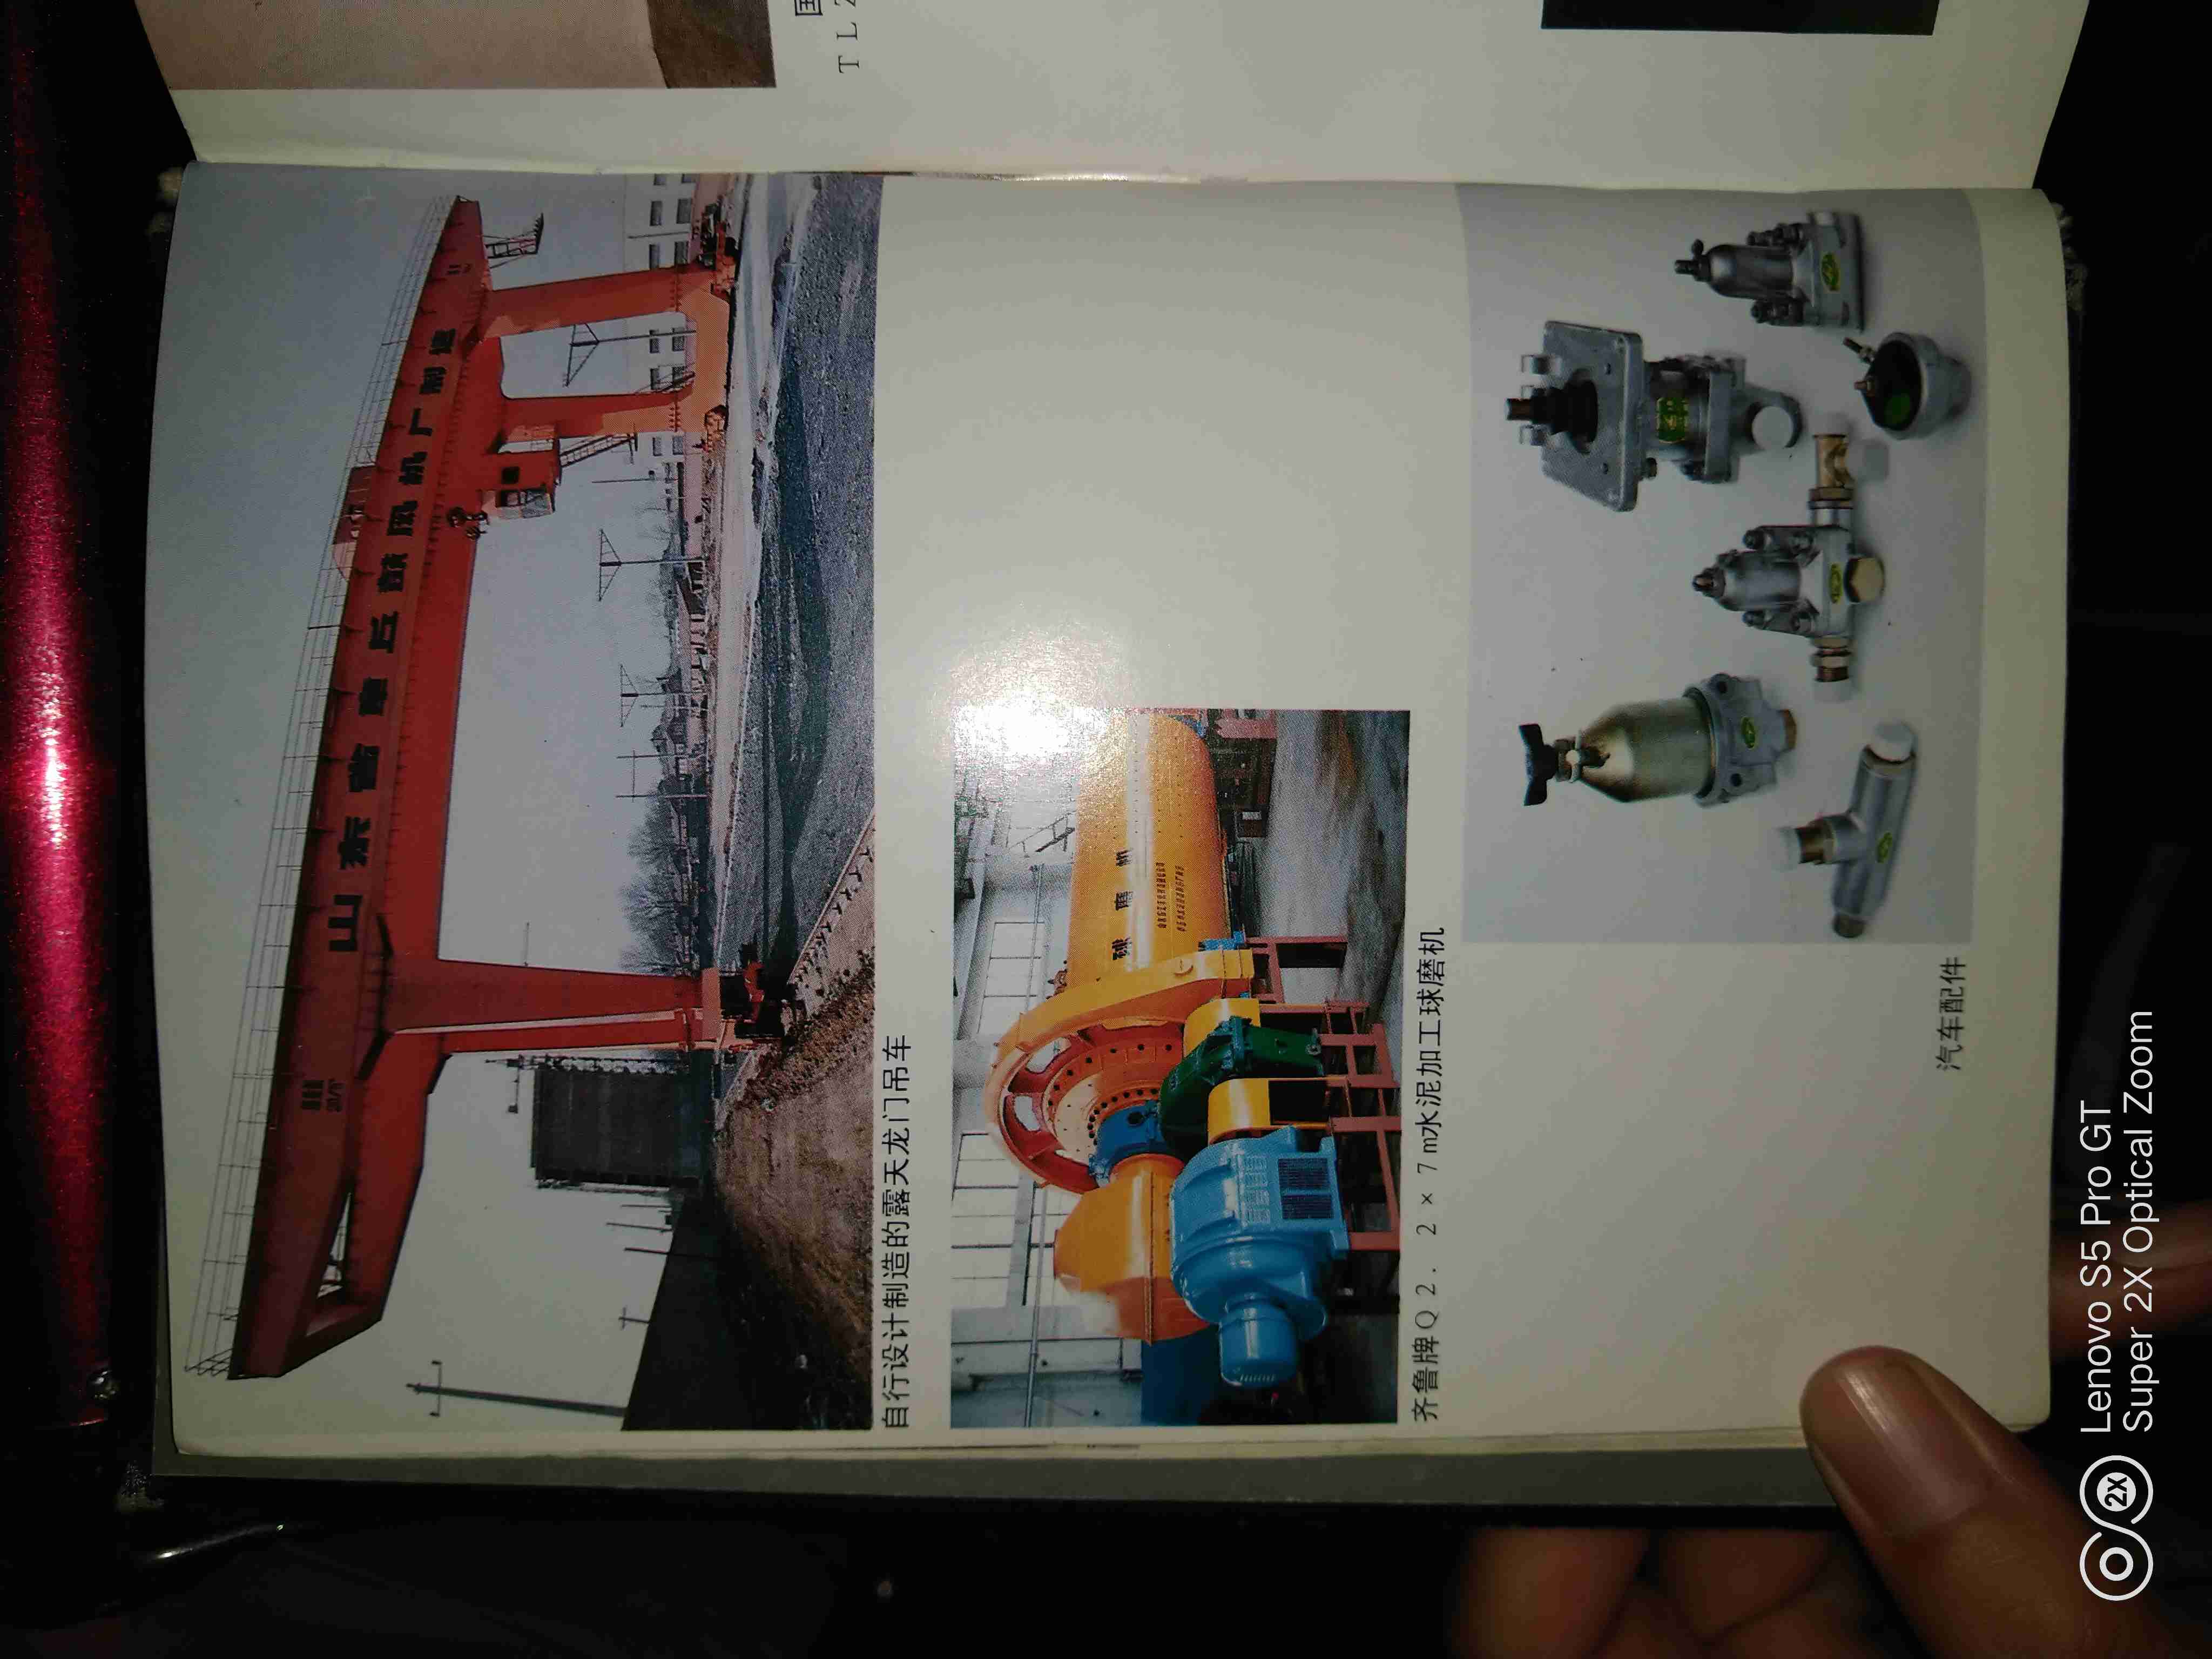 山东省章丘鼓风机厂制造
自行设计制造的露天龙门吊车
球磨机
齐鲁牌Q2.2×7m水泥加工球磨机
汽车配件
TLZ
Lenovo S5 Pro GT
2X
Super 2X Optical Zoom